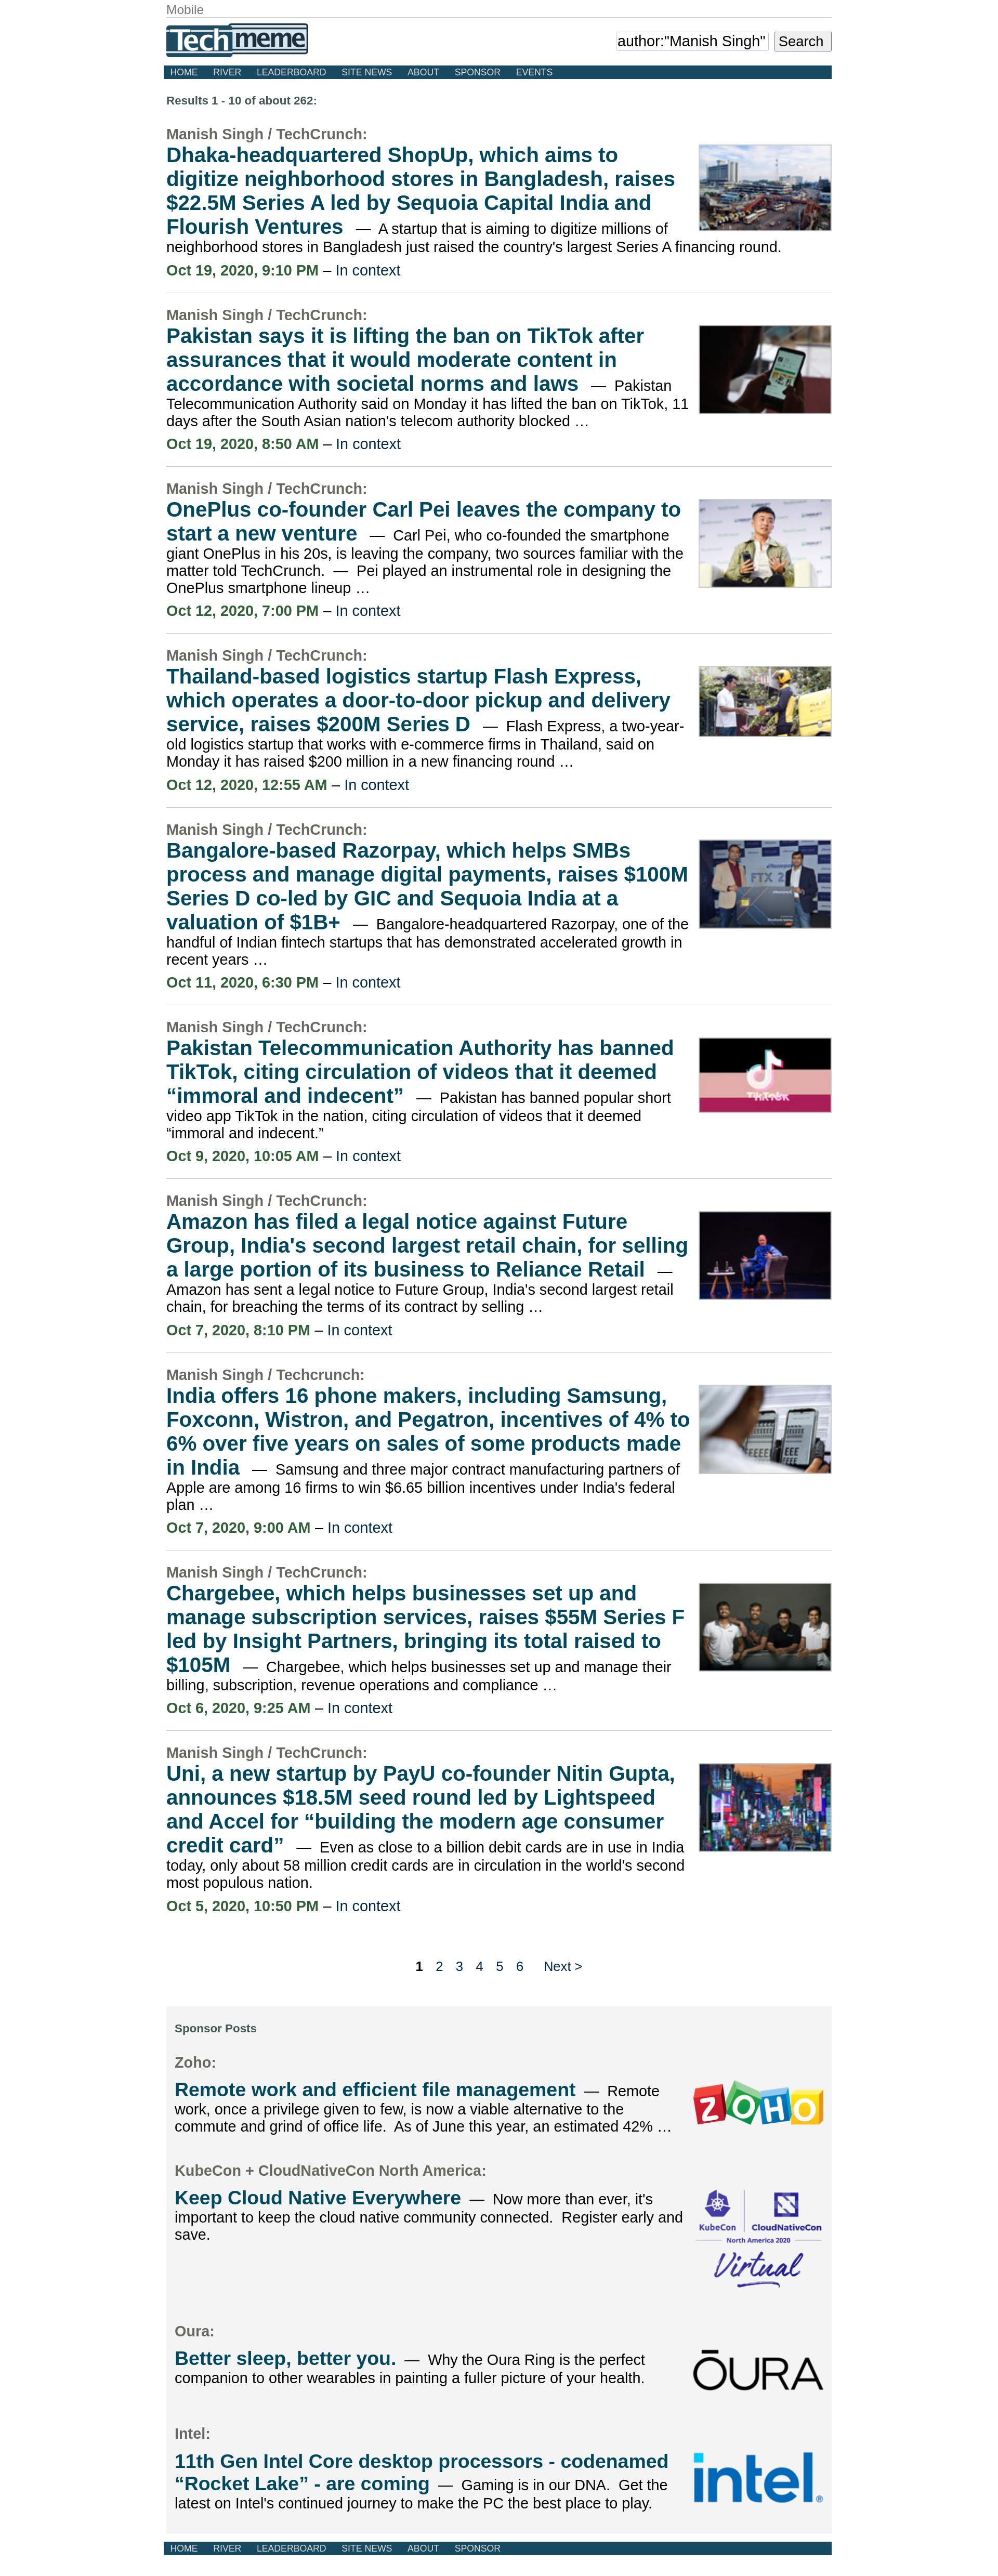 Mobile
Techmeme
author:"Manish Singh" Search
HOME RIVER LEADERBOARD SITE NEWS ABOUT SPONSOR EVENTS
Results 1 - 10 of about 262:
Manish Singh / TechCrunch:
Dhaka-headquartered ShopUp, which aims to
digitize neighborhood stores in Bangladesh, raises
$22.5M Series A led by Sequoia Capital India and
Flourish Ventures — A startup that is aiming to digitize millions of
neighborhood stores in Bangladesh just raised the country's largest Series A financing round.
Oct 19, 2020, 9:10 PM – In context
Manish Singh / TechCrunch:
Pakistan says it is lifting the ban on TikTok after
assurances that it would moderate content in
accordance with societal norms and laws — Pakistan
Telecommunication Authority said on Monday it has lifted the ban on TikTok, 11
days after the South Asian nation's telecom authority blocked …
Oct 19, 2020, 8:50 AM – In context
Manish Singh / TechCrunch:
OnePlus co-founder Carl Pei leaves the company to
start a new venture — Carl Pei, who co-founded the smartphone
giant OnePlus in his 20s, is leaving the company, two sources familiar with the
matter told TechCrunch. — Pei played an instrumental role in designing the
OnePlus smartphone lineup …
Oct 12, 2020, 7:00 PM – In context
Manish Singh / TechCrunch:
Thailand-based logistics startup Flash Express,
which operates a door-to-door pickup and delivery
service, raises $200M Series D — Flash Express, a two-year-
old logistics startup that works with e-commerce firms in Thailand, said on
Monday it has raised $200 million in a new financing round …
Oct 12, 2020, 12:55 AM – In context
Manish Singh / TechCrunch:
Bangalore-based Razorpay, which helps SMBs
process and manage digital payments, raises $100M
Series D co-led by GIC and Sequoia India at a
valuation of $1B+ — Bangalore-headquartered Razorpay, one of the
handful of Indian fintech startups that has demonstrated accelerated growth in
recent years …
FTX 2
Oct 11, 2020, 6:30 PM – In context
Manish Singh / TechCrunch:
Pakistan Telecommunication Authority has banned
TikTok, citing circulation of videos that it deemed
“immoral and indecent” — Pakistan has banned popular short
video app TikTok in the nation, citing circulation of videos that it deemed
“immoral and indecent.”
TikTok
Oct 9, 2020, 10:05 AM – In context
Manish Singh / TechCrunch:
Amazon has filed a legal notice against Future
Group, India's second largest retail chain, for selling
a large portion of its business to Reliance Retail —
Amazon has sent a legal notice to Future Group, India's second largest retail
chain, for breaching the terms of its contract by selling …
Oct 7, 2020, 8:10 PM – In context
Manish Singh / Techcrunch:
India offers 16 phone makers, including Samsung,
Foxconn, Wistron, and Pegatron, incentives of 4% to
6% over five years on sales of some products made
in India — Samsung and three major contract manufacturing partners of
Apple are among 16 firms to win $6.65 billion incentives under India's federal
plan …
Oct 7, 2020, 9:00 AM – In context
Manish Singh / TechCrunch:
Chargebee, which helps businesses set up and
manage subscription services, raises $55M Series F
led by Insight Partners, bringing its total raised to
$105M — Chargebee, which helps businesses set up and manage their
billing, subscription, revenue operations and compliance …
Oct 6, 2020, 9:25 AM – In context
Manish Singh / TechCrunch:
Uni, a new startup by PayU co-founder Nitin Gupta,
announces $18.5M seed round led by Lightspeed
and Accel for “building the modern age consumer
credit card” — Even as close to a billion debit cards are in use in India
today, only about 58 million credit cards are in circulation in the world's second
most populous nation.
Oct 5, 2020, 10:50 PM – In context
1 2 3 4 5 6 Next >
Sponsor Posts
Zoho:
Remote work and efficient file management — Remote
work, once a privilege given to few, is now a viable alternative to the
commute and grind of office life. As of June this year, an estimated 42% …
ZOHO
KubeCon + CloudNativeCon North America:
Keep Cloud Native Everywhere — Now more than ever, it's
important to keep the cloud native community connected. Register early and
save.
KubeCon CloudNativeCon
North America 2020
Virtual
Oura:
Better sleep, better you. — Why the Oura Ring is the perfect
companion to other wearables in painting a fuller picture of your health.
ŌURA
Intel:
11th Gen Intel Core desktop processors - codenamed
“Rocket Lake” - are coming — Gaming is in our DNA. Get the
latest on Intel's continued journey to make the PC the best place to play.
intel®
HOME RIVER LEADERBOARD SITE NEWS ABOUT SPONSOR